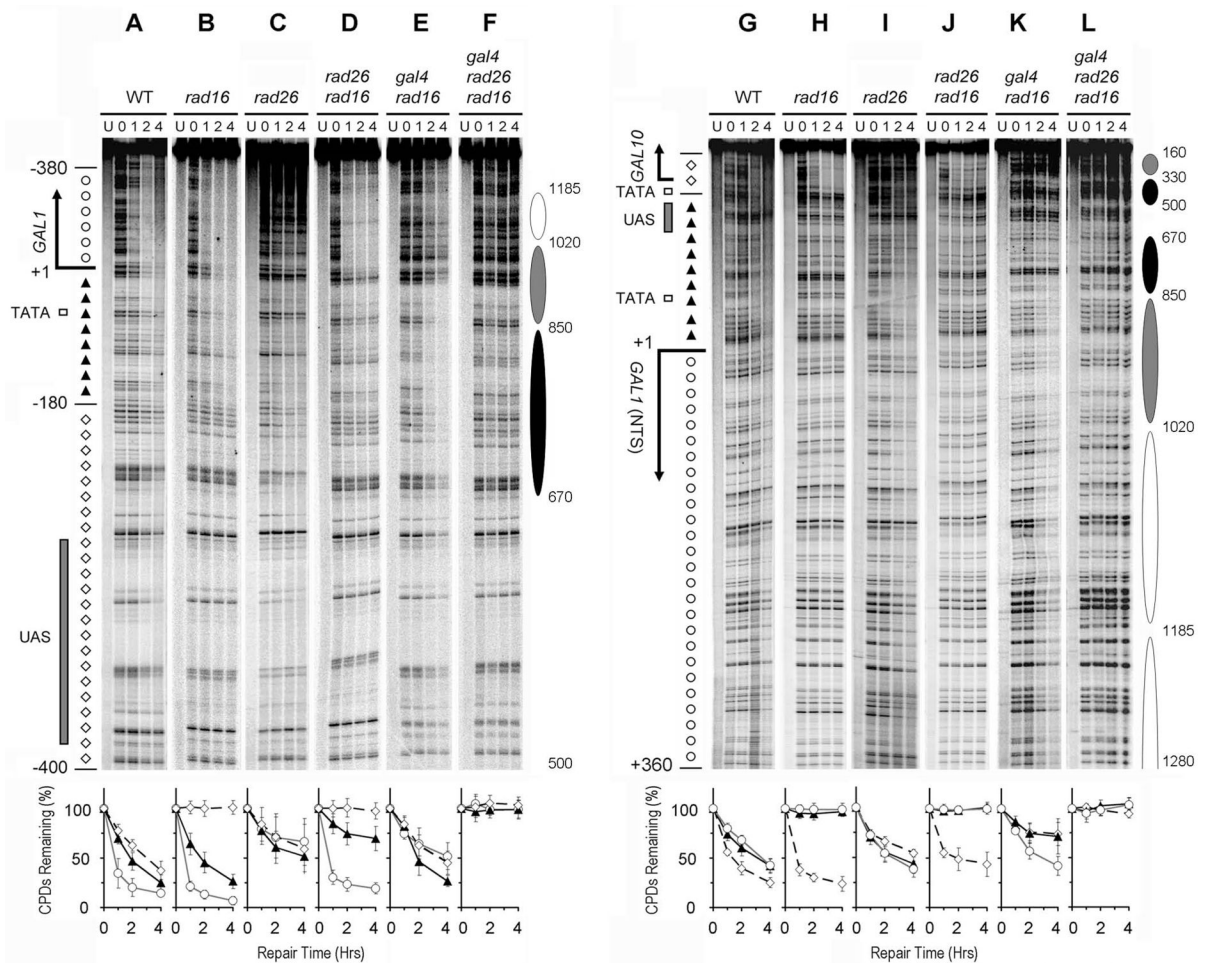 A B C D E F
G H I J K L
WT rad16 rad26 rad26 rad16 gal4 rad16 gal4 rad26 rad16
WT rad16 rad26 rad26 rad16 gal4 rad16 gal4 rad26 rad16
U 0 1 2 4 U 0 1 2 4 U 0 1 2 4 U 0 1 2 4 U 0 1 2 4 U 0 1 2 4
U 0 1 2 4 U 0 1 2 4 U 0 1 2 4 U 0 1 2 4 U 0 1 2 4 U 0 1 2 4
-380
GAL1
+1
TATA
-180
UAS
-400
1185
1020
850
670
500
GAL10
TATA
UAS
TATA
+1
GAL1 (NTS)
+360
160
330
500
670
850
1020
1185
1280
CPDs Remaining (%)
100
50
0
0 2 4 0 2 4 0 2 4 0 2 4 0 2 4 0 2 4
Repair Time (Hrs)
CPDs Remaining (%)
100
50
0
0 2 4 0 2 4 0 2 4 0 2 4 0 2 4 0 2 4
Repair Time (Hrs)